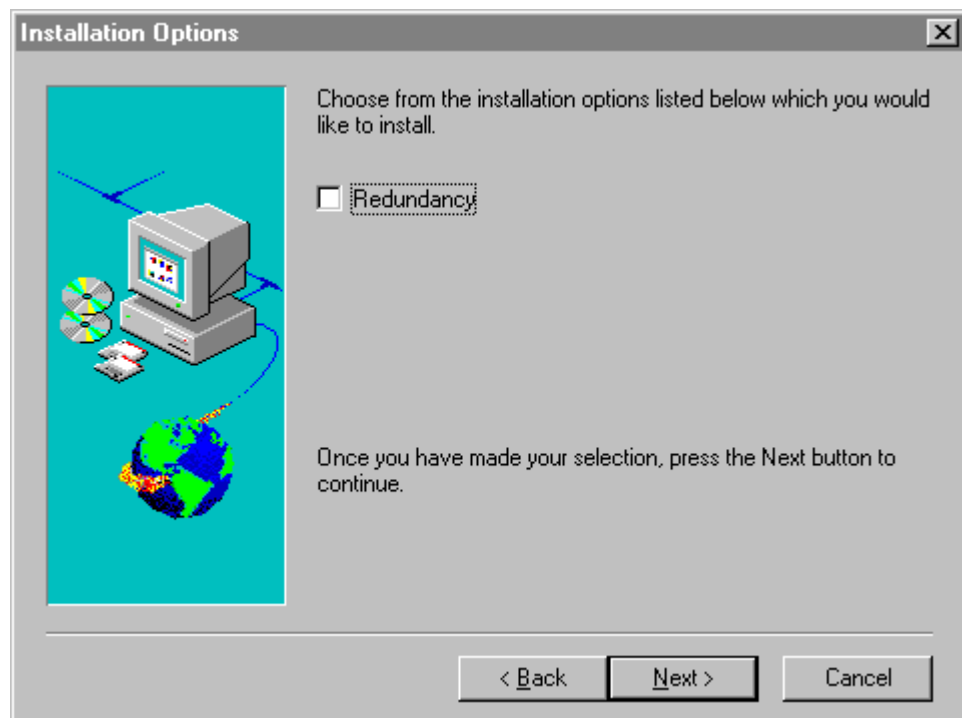 Installation Options
Choose from the installation options listed below which you would
like to install.
Redundancy
Once you have made your selection, press the Next button to
continue.
< Back
Next >
Cancel